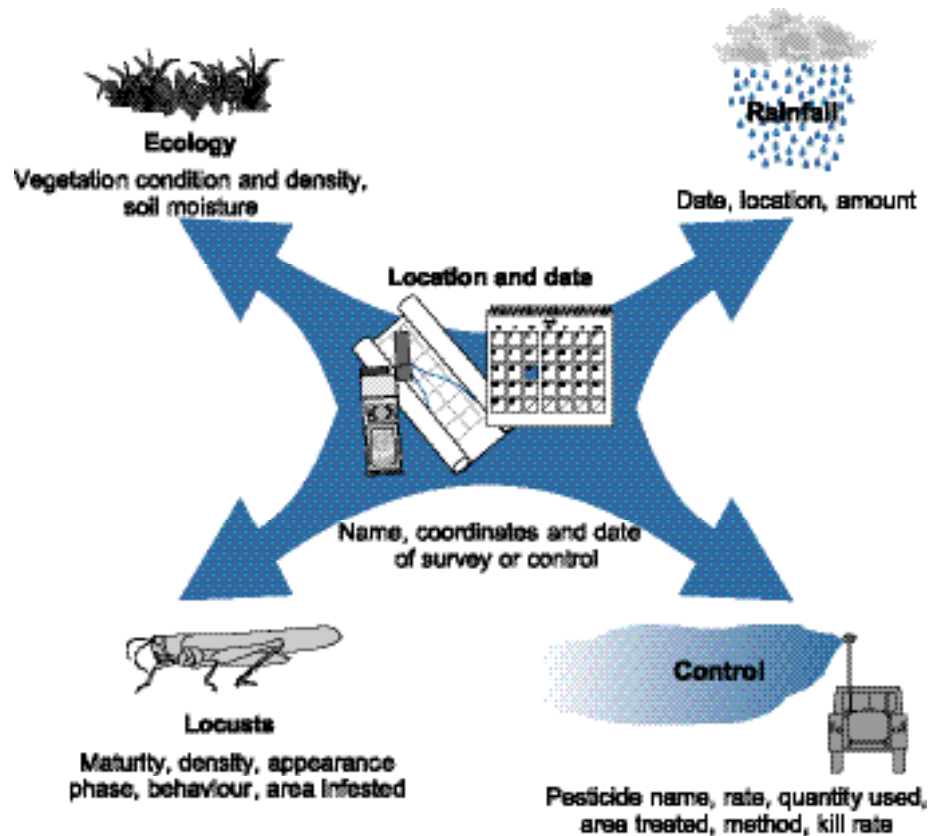 Ecology
Vegetation condition and density,
soil moisture
Rainfall
Date, location, amount
Location and date
Name, coordinates and date
of survey or control
Locusts
Maturity, density, appearance
phase, behaviour, area infested
Control
Pesticide name, rate, quantity used,
area treated, method, kill rate